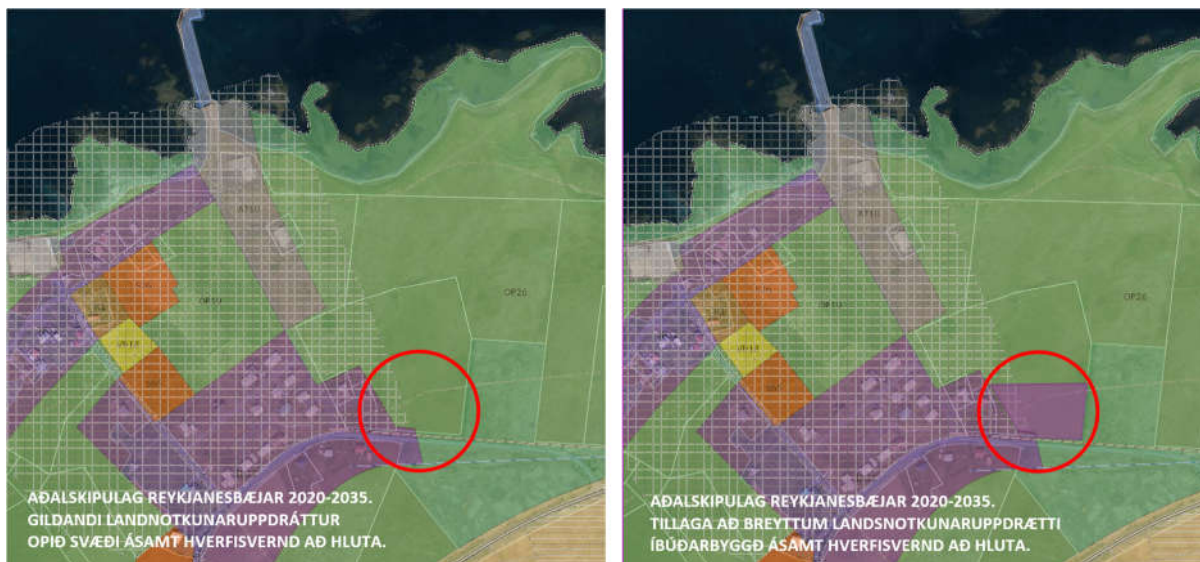 OP26
AÐALSKIPULAG REYKJANESBÆJAR 2020-2035.
GILDANDI LANDNOTKUNARUPPDRÁTTUR
OPIÐ SVÆÐI ÁSAMT HVERFISVERND AÐ HLUTA.
OP26
AÐALSKIPULAG REYKJANESBÆJAR 2020-2035.
TILLAGA AÐ BREYTTUM LANDSNOTKUNARUPPDRÆTTI
ÍBÚÐARBYGGÐ ÁSAMT HVERFISVERND AÐ HLUTA.